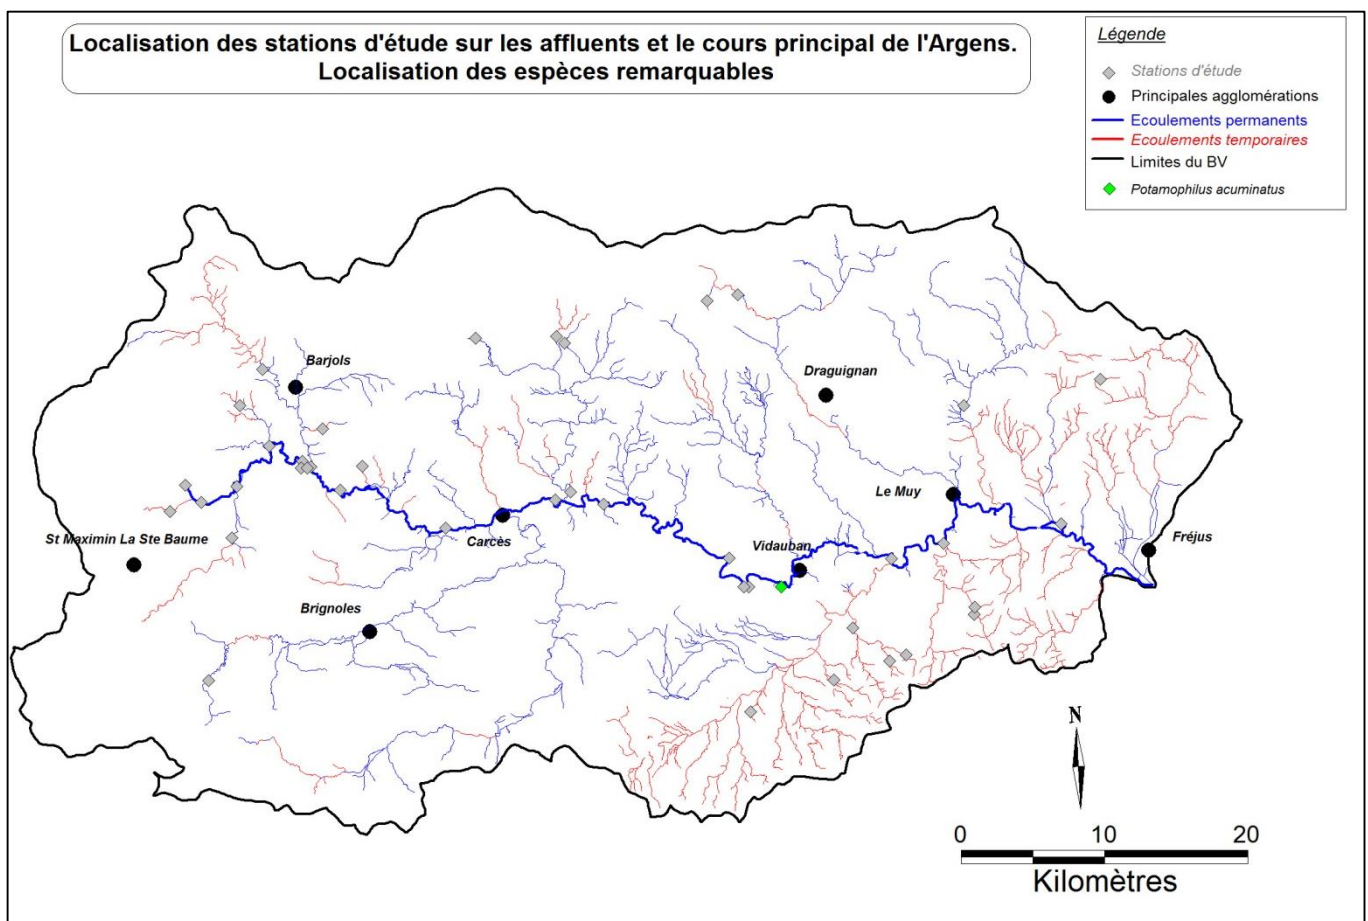 Localisation des stations d'étude sur les affluents et le cours principal de l'Argens.
Localisation des espèces remarquables
Légende
Stations d'étude
Principales agglomérations
Ecoulements permanents
Ecoulements temporaires
Limites du BV
Potamophilus acuminatus
Barjols
Draguignan
Le Muy
St Maximin La Ste Baume
Carcès
Vidauban
Fréjus
Brignoles
N
0 10 20
Kilomètres